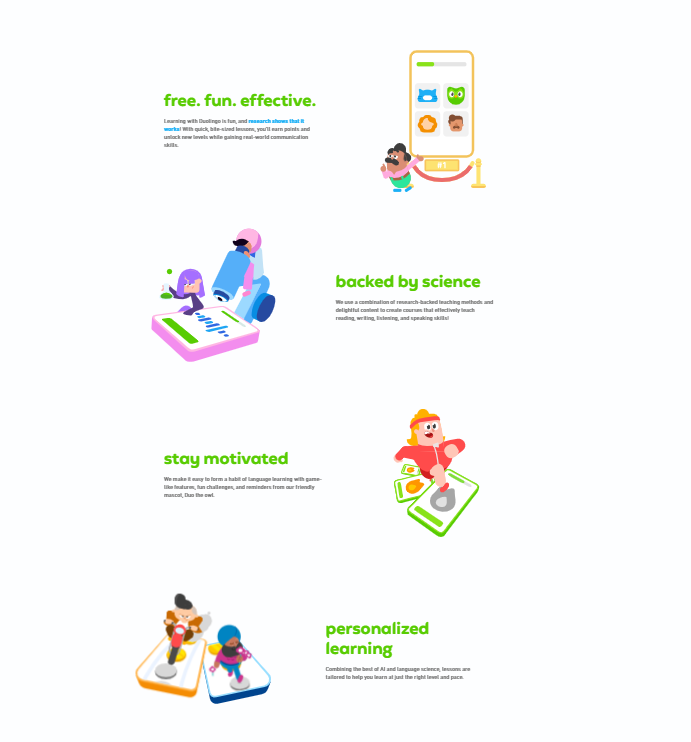 free. fun. effective.
Learning with Duolingo is fun, and research shows that it
works! With quick, bite-sized lessons, you'll earn points and
unlock new levels while gaining real-world communication
skills.
#1
backed by science
We use a combination of research-backed teaching methods and
delightful content to create courses that effectively teach
reading, writing, listening, and speaking skills!
stay motivated
We make it easy to form a habit of language learning with game-
like features, fun challenges, and reminders from our friendly
mascot, Duo the owl.
personalized
learning
Combining the best of AI and language science, lessons are
tailored to help you learn at just the right level and pace.